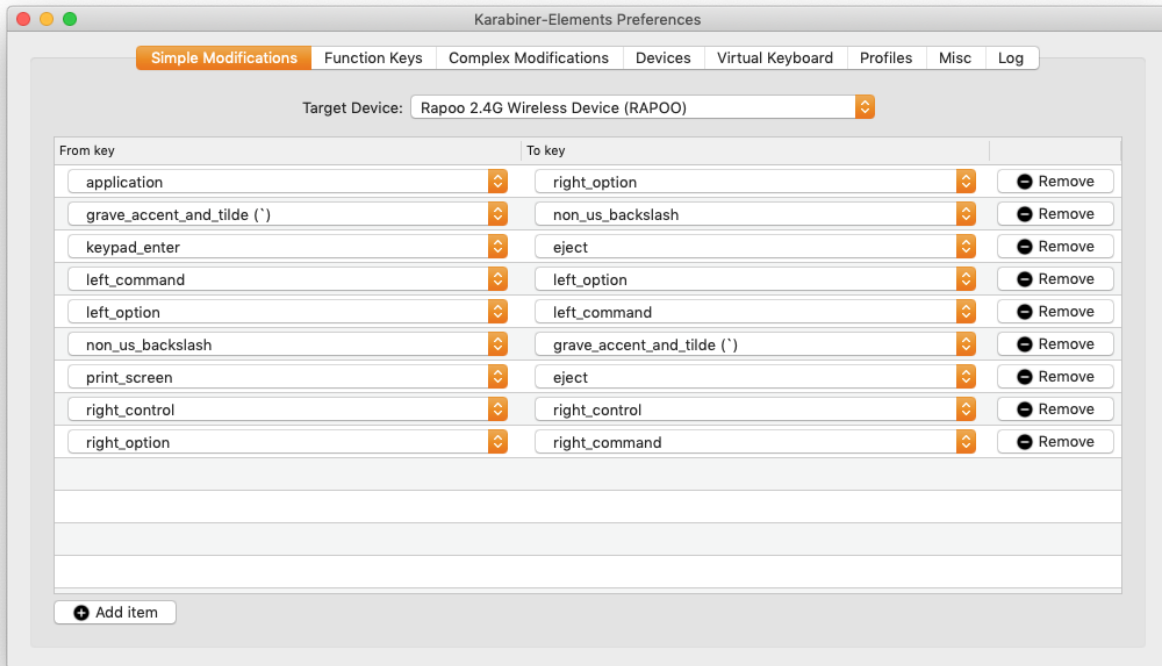 Karabiner-Elements Preferences
Simple Modifications Function Keys Complex Modifications Devices Virtual Keyboard Profiles Misc Log
Target Device: Rapoo 2.4G Wireless Device (RAPOO)
From key To key
application right_option Remove
grave_accent_and_tilde (`) non_us_backslash Remove
keypad_enter eject Remove
left_command left_option Remove
left_option left_command Remove
non_us_backslash grave_accent_and_tilde (`) Remove
print_screen eject Remove
right_control right_control Remove
right_option right_command Remove
Add item